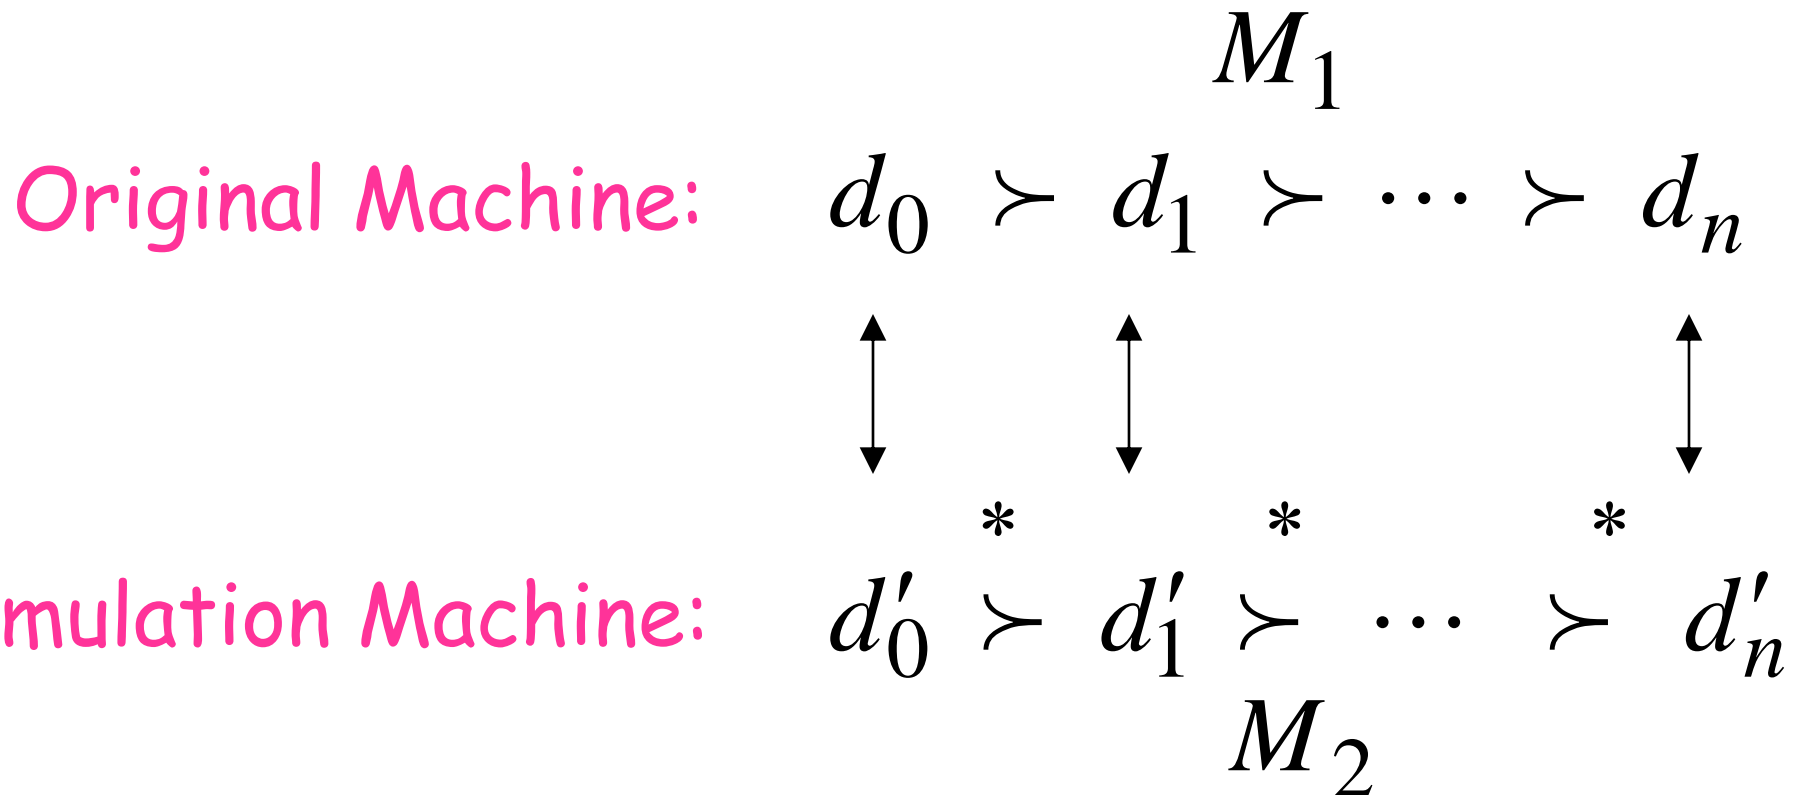 M₁
Original Machine: d₀ ≻ d₁ ≻ ⋯ ≻ dₙ
* * *
mulation Machine: d′₀ ≻ d′₁ ≻ ⋯ ≻ d′ₙ
M₂